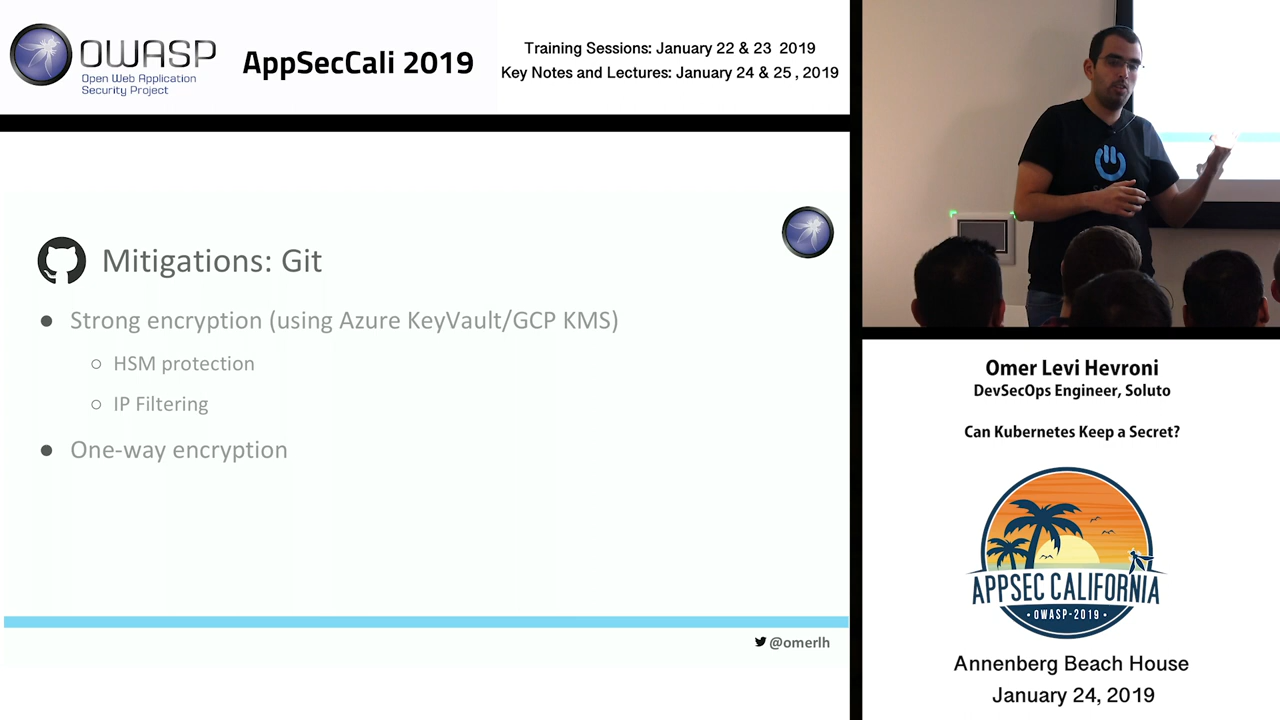 OWASP
Open Web Application
Security Project
AppSecCali 2019
Training Sessions: January 22 & 23 2019
Key Notes and Lectures: January 24 & 25 , 2019
Mitigations: Git
Strong encryption (using Azure KeyVault/GCP KMS)
HSM protection
IP Filtering
One-way encryption
@omerlh
Omer Levi Hevroni
DevSecOps Engineer, Soluto
Can Kubernetes Keep a Secret?
APPSEC CALIFORNIA
• OWASP-2019 •
Annenberg Beach House
January 24, 2019